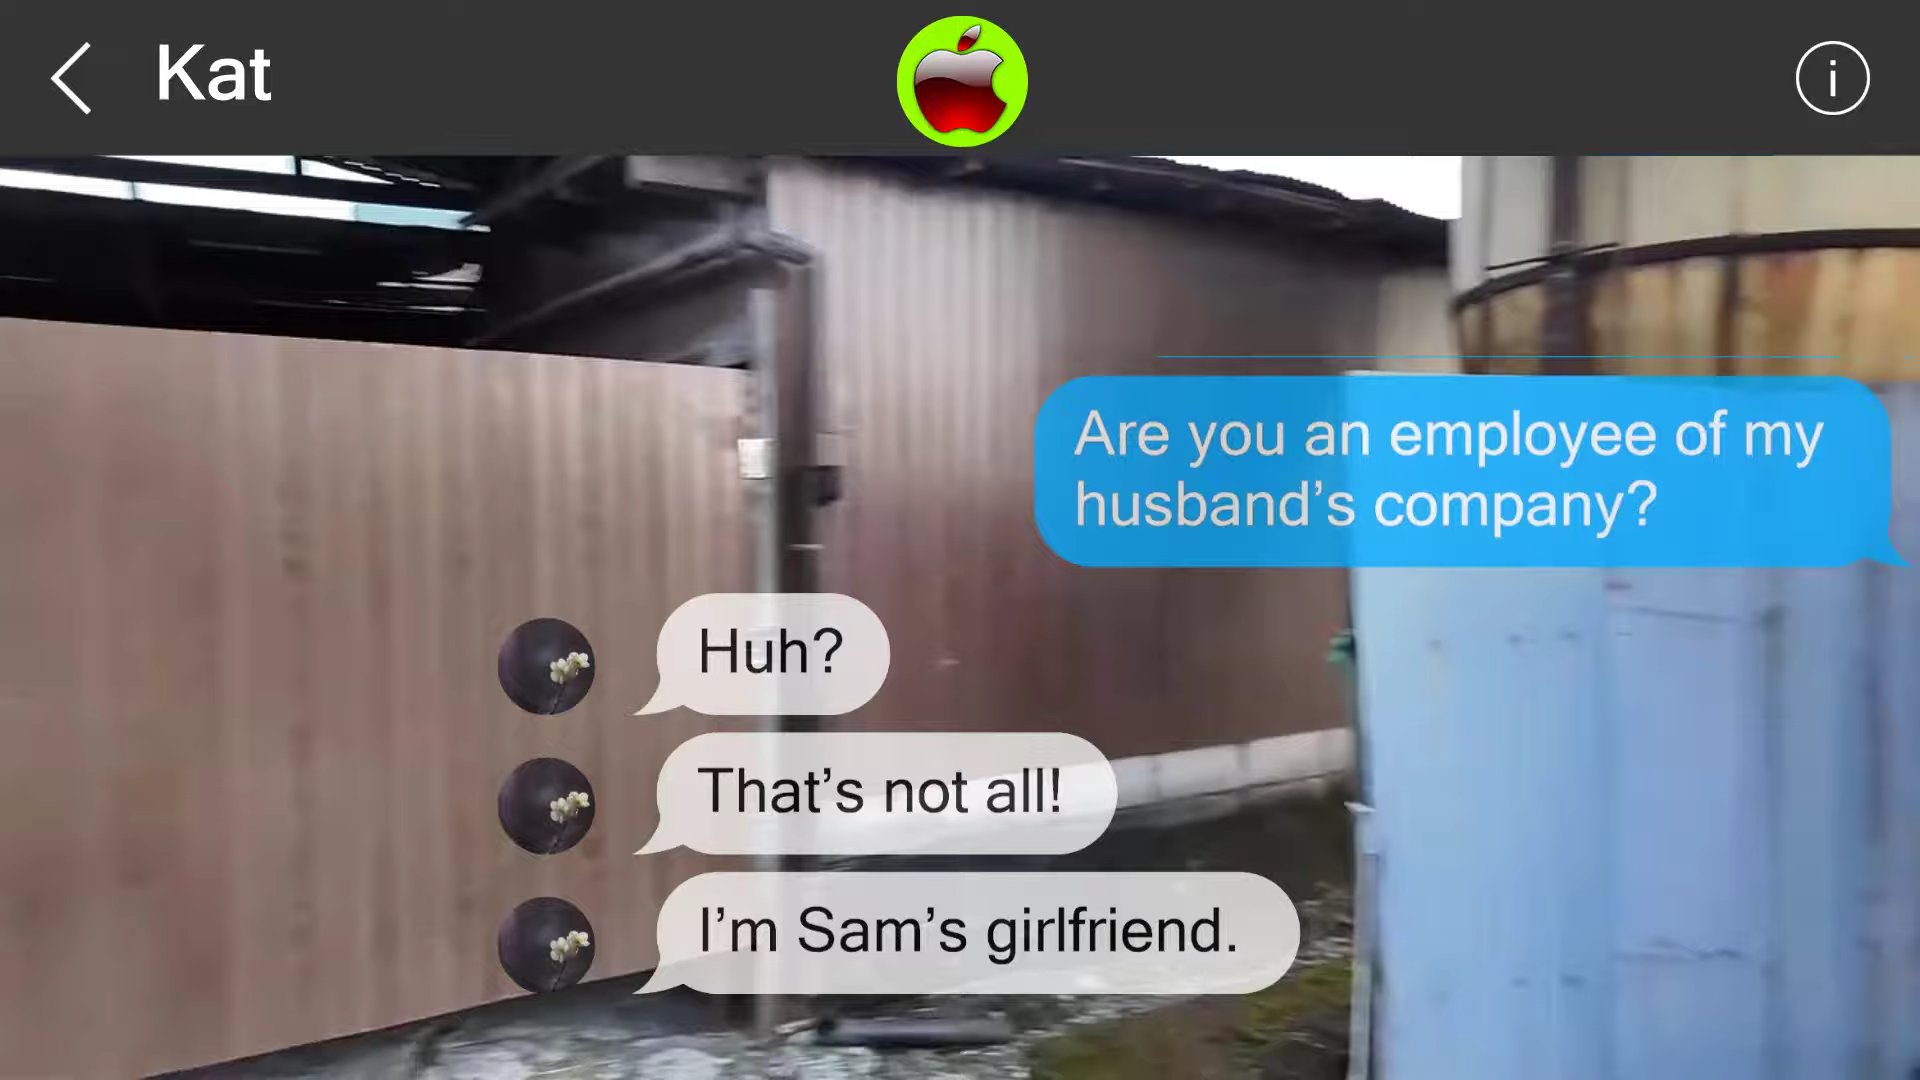 Kat
i
Are you an employee of my
husband’s company?
Huh?
That’s not all!
I’m Sam’s girlfriend.